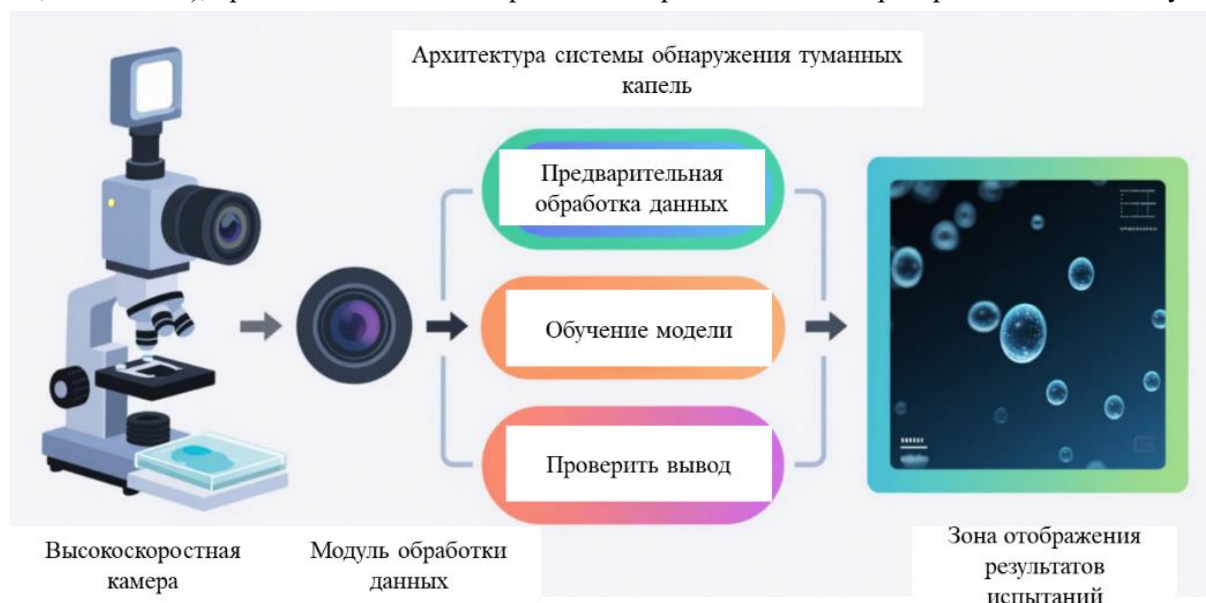 Архитектура системы обнаружения туманных
капель
Предварительная
обработка данных
Обучение модели
Проверить вывод
Высокоскоростная
камера
Модуль обработки
данных
Зона отображения
результатов
испытаний